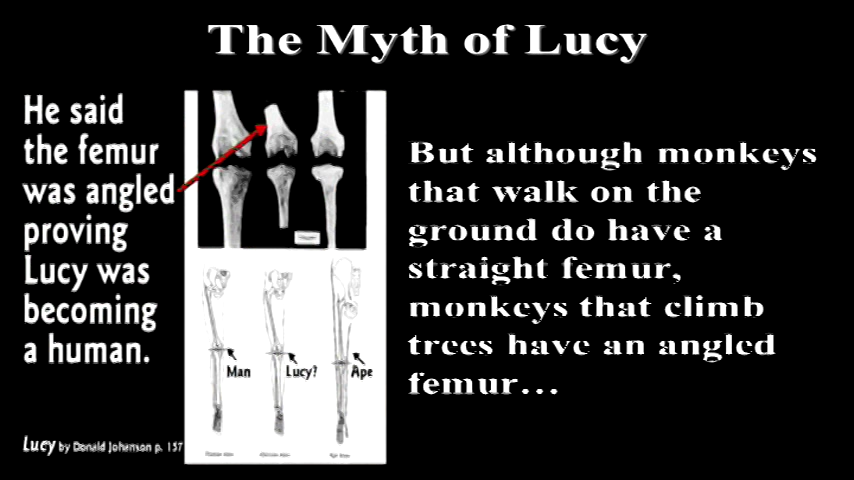 The Myth of Lucy
He said
the femur
was angled
proving
Lucy was
becoming
a human.
Lucy by Donald Johanson p. 157
Man
Lucy?
Ape
But although monkeys
that walk on the
ground do have a
straight femur,
monkeys that climb
trees have an angled
femur...